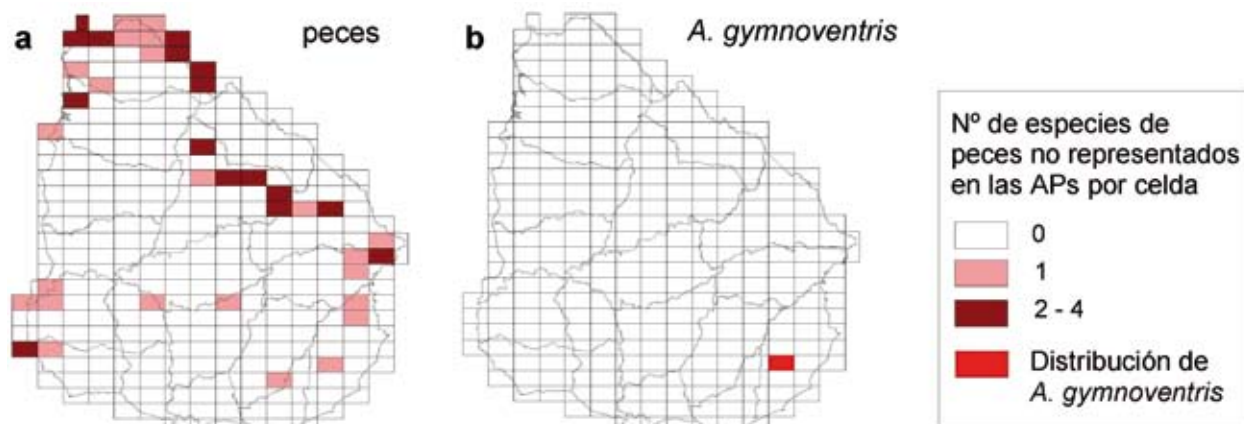 a
peces
b
A. gymnoventris
Nº de especies de
peces no representados
en las APs por celda
0
1
2 - 4
Distribución de
A. gymnoventris